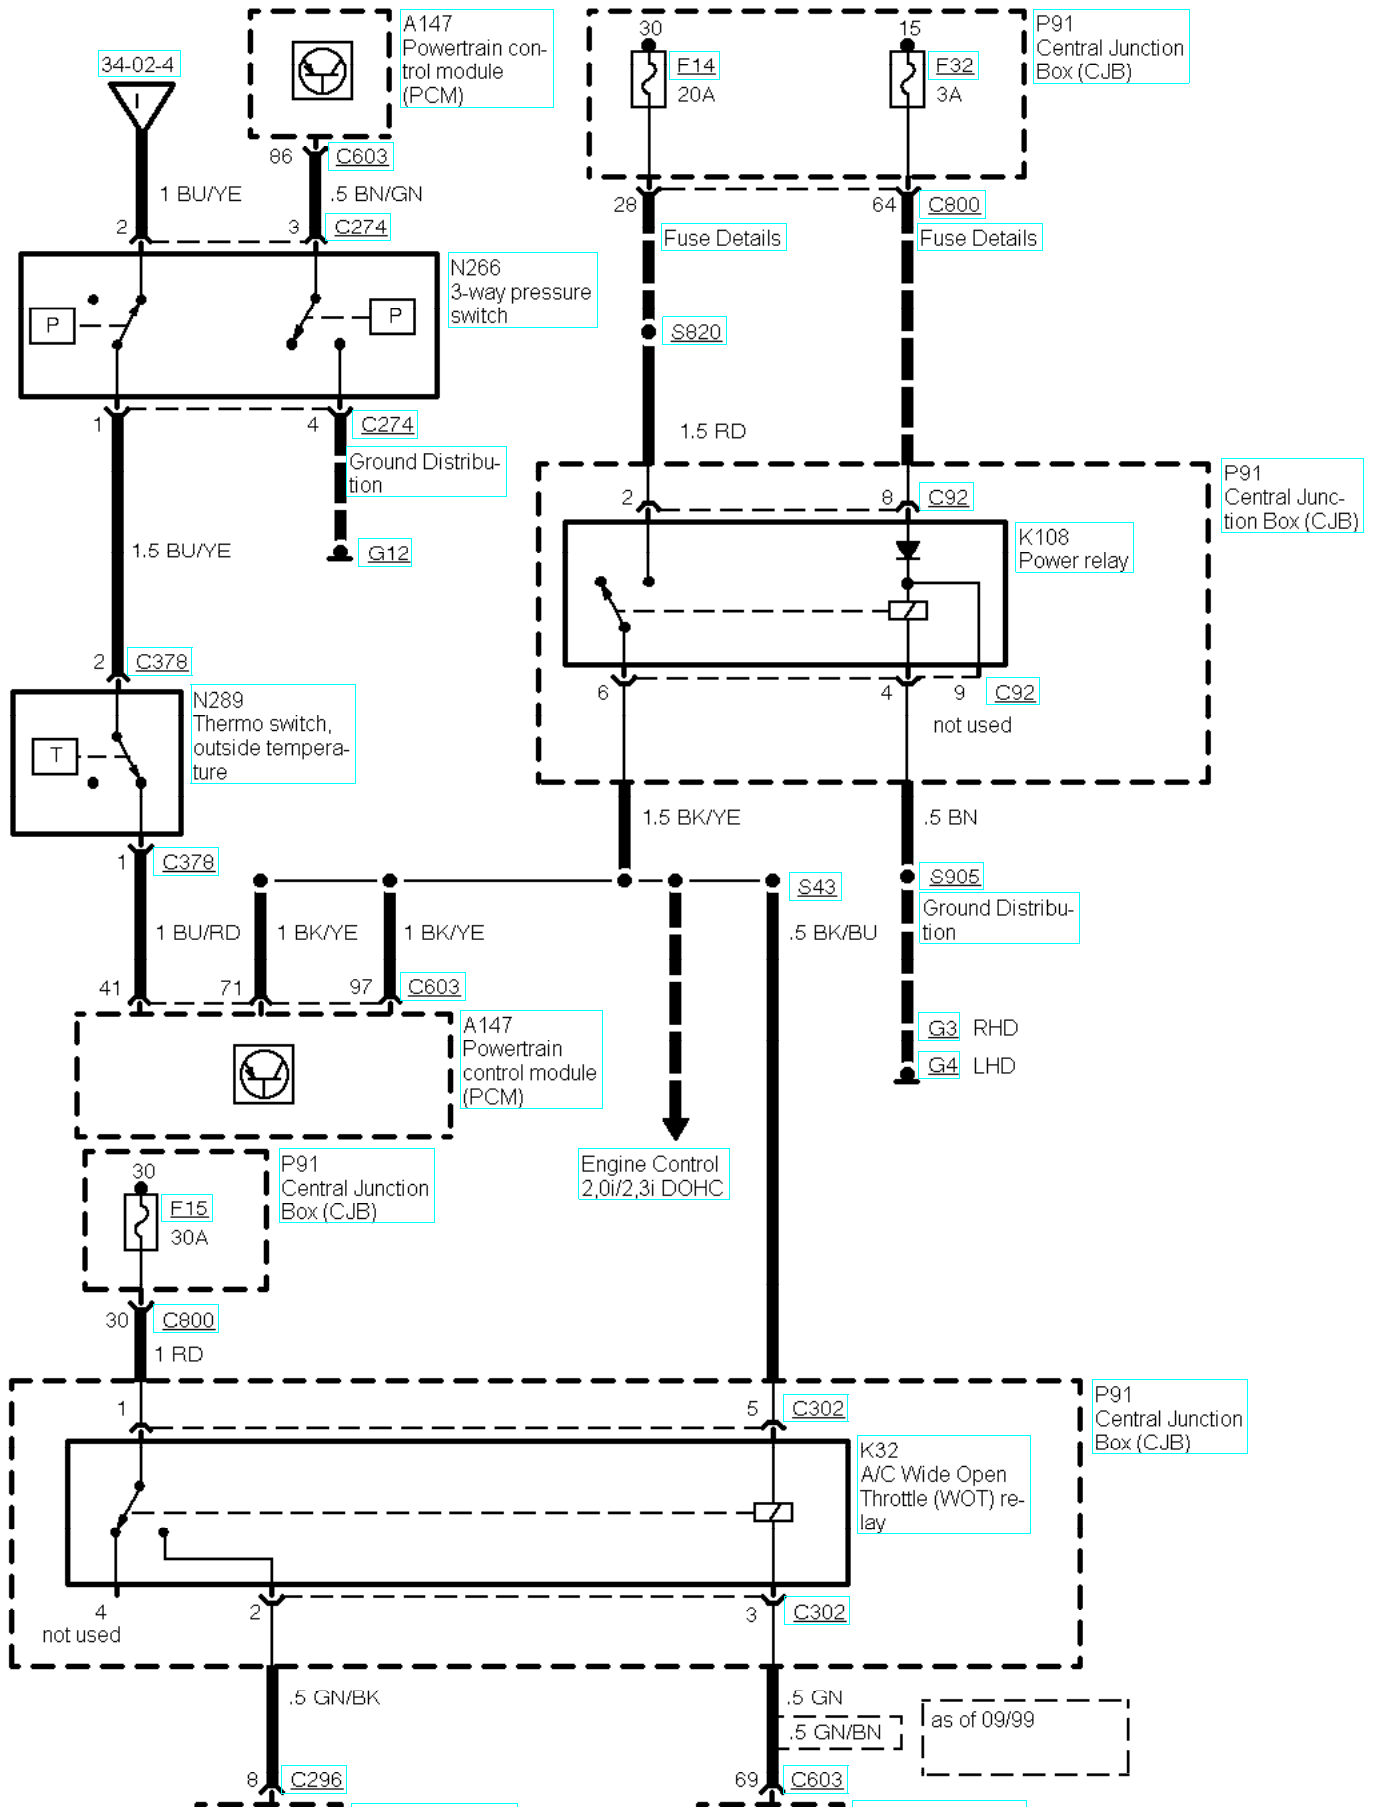 34-02-4
I
A147
Powertrain con-
trol module
(PCM)
30
F14
20A
15
F32
3A
P91
Central Junction
Box (CJB)
86
C603
1 BU/YE
.5 BN/GN
2
3
C274
28
64
C800
Fuse Details
Fuse Details
N266
3-way pressure
switch
P
P
S820
1
4
C274
1.5 RD
Ground Distribu-
tion
P91
Central Junc-
tion Box (CJB)
2
8
C92
1.5 BU/YE
G12
K108
Power relay
2
C378
6
4
9
C92
not used
N289
Thermo switch,
outside tempera-
ture
T
1.5 BK/YE
.5 BN
1
C378
S43
S905
Ground Distribu-
tion
1 BU/RD
1 BK/YE
1 BK/YE
.5 BK/BU
41
71
97
C603
A147
Powertrain
control module
(PCM)
G3 RHD
G4 LHD
30
F15
30A
P91
Central Junction
Box (CJB)
Engine Control
2,0i/2,3i DOHC
30
C800
1 RD
1
5
C302
P91
Central Junction
Box (CJB)
K32
A/C Wide Open
Throttle (WOT) re-
lay
4
not used
2
3
C302
.5 GN/BK
.5 GN
.5 GN/BN
as of 09/99
8
C296
69
C603